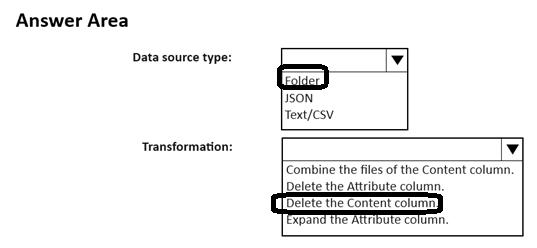 Answer Area
Data source type:
Folder
JSON
Text/CSV
Transformation:
Combine the files of the Content column.
Delete the Attribute column.
Delete the Content column.
Expand the Attribute column.